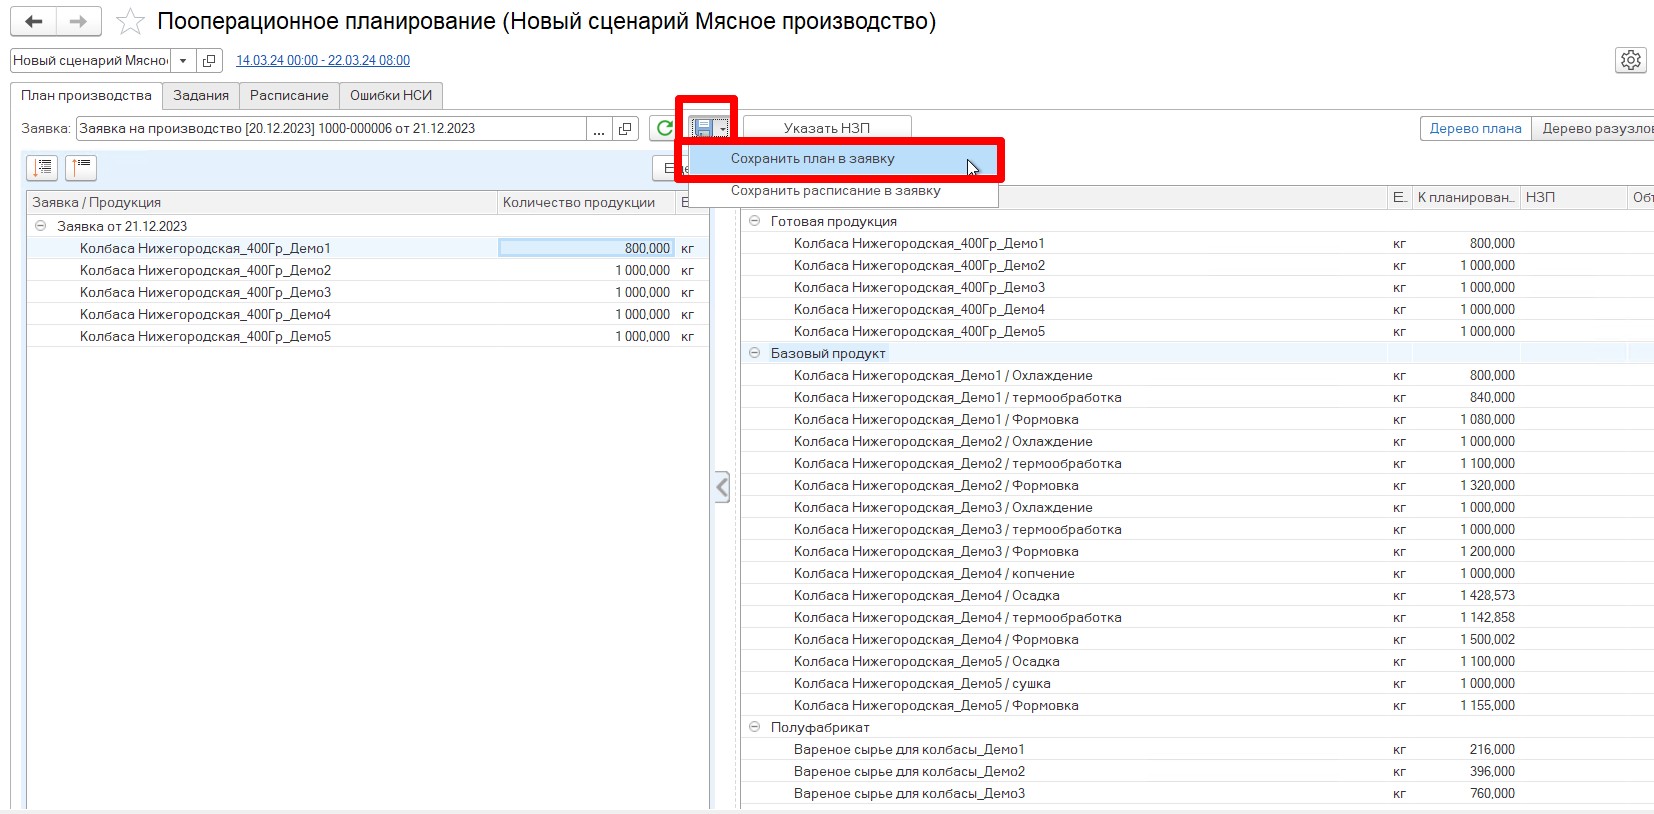 Пооперационное планирование (Новый сценарий Мясное производство)
Новый сценарий Мясно
14.03.24 00:00 - 22.03.24 08:00
План производства Задания Расписание Ошибки НСИ
Заявка: Заявка на производство [20.12.2023] 1000-000006 от 21.12.2023 ... Указать НЗП Дерево плана Дерево разузлов
Сохранить план в заявку
Сохранить расписание в заявку
Заявка / Продукция Количество продукции Е
Заявка от 21.12.2023
Колбаса Нижегородская_400Гр_Демо1 800,000 кг
Колбаса Нижегородская_400Гр_Демо2 1 000,000 кг
Колбаса Нижегородская_400Гр_Демо3 1 000,000 кг
Колбаса Нижегородская_400Гр_Демо4 1 000,000 кг
Колбаса Нижегородская_400Гр_Демо5 1 000,000 кг
Е.. К планирован... НЗП Объ
Готовая продукция
Колбаса Нижегородская_400Гр_Демо1 кг 800,000
Колбаса Нижегородская_400Гр_Демо2 кг 1 000,000
Колбаса Нижегородская_400Гр_Демо3 кг 1 000,000
Колбаса Нижегородская_400Гр_Демо4 кг 1 000,000
Колбаса Нижегородская_400Гр_Демо5 кг 1 000,000
Базовый продукт
Колбаса Нижегородская_Демо1 / Охлаждение кг 800,000
Колбаса Нижегородская_Демо1 / термообработка кг 840,000
Колбаса Нижегородская_Демо1 / Формовка кг 1 080,000
Колбаса Нижегородская_Демо2 / Охлаждение кг 1 000,000
Колбаса Нижегородская_Демо2 / термообработка кг 1 100,000
Колбаса Нижегородская_Демо2 / Формовка кг 1 320,000
Колбаса Нижегородская_Демо3 / Охлаждение кг 1 000,000
Колбаса Нижегородская_Демо3 / термообработка кг 1 000,000
Колбаса Нижегородская_Демо3 / Формовка кг 1 200,000
Колбаса Нижегородская_Демо4 / копчение кг 1 000,000
Колбаса Нижегородская_Демо4 / Осадка кг 1 428,573
Колбаса Нижегородская_Демо4 / термообработка кг 1 142,858
Колбаса Нижегородская_Демо4 / Формовка кг 1 500,002
Колбаса Нижегородская_Демо5 / Осадка кг 1 100,000
Колбаса Нижегородская_Демо5 / сушка кг 1 000,000
Колбаса Нижегородская_Демо5 / Формовка кг 1 155,000
Полуфабрикат
Вареное сырье для колбасы_Демо1 кг 216,000
Вареное сырье для колбасы_Демо2 кг 396,000
Вареное сырье для колбасы_Демо3 кг 760,000